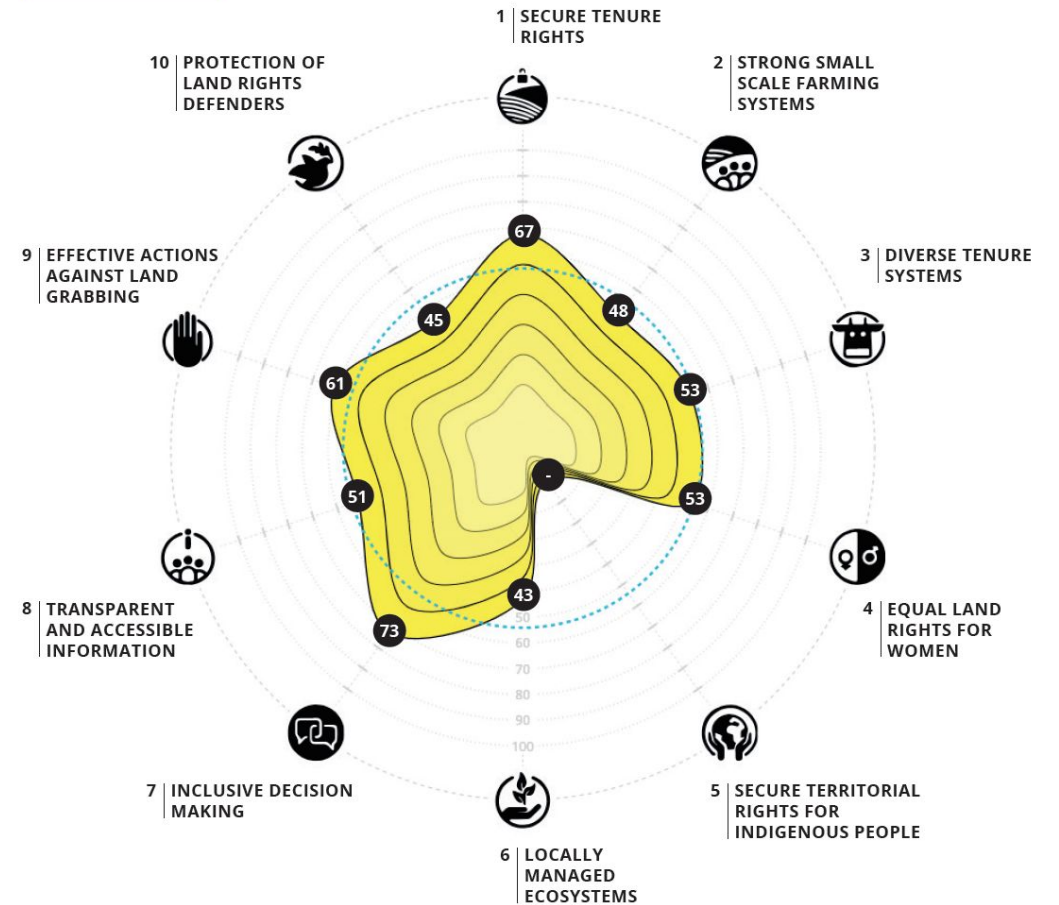 1 SECURE TENURE
RIGHTS
2 STRONG SMALL
SCALE FARMING
SYSTEMS
3 DIVERSE TENURE
SYSTEMS
4 EQUAL LAND
RIGHTS FOR
WOMEN
5 SECURE TERRITORIAL
RIGHTS FOR
INDIGENOUS PEOPLE
6 LOCALLY
MANAGED
ECOSYSTEMS
7 INCLUSIVE DECISION
MAKING
8 TRANSPARENT
AND ACCESSIBLE
INFORMATION
9 EFFECTIVE ACTIONS
AGAINST LAND
GRABBING
10 PROTECTION OF
LAND RIGHTS
DEFENDERS
67
48
53
53
-
43
73
51
61
45
50
60
70
80
90
100